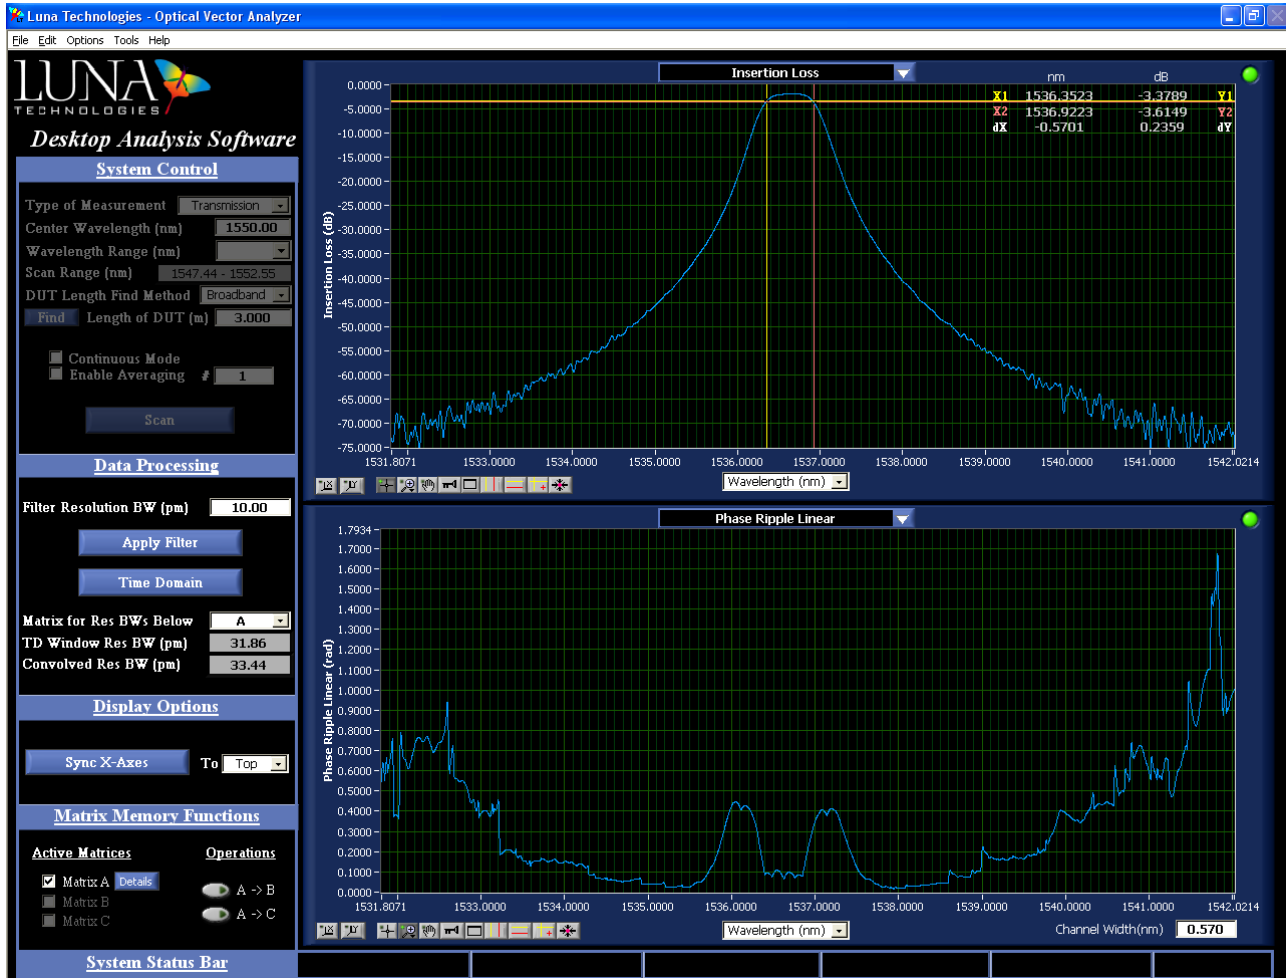 Luna Technologies - Optical Vector Analyzer
File Edit Options Tools Help
LUNA
TECHNOLOGIES
Desktop Analysis Software
System Control
Type of Measurement Transmission
Center Wavelength (nm) 1550.00
Wavelength Range (nm)
Scan Range (nm) 1547.44 - 1552.55
DUT Length Find Method Broadband
Find Length of DUT (m) 3.000
Continuous Mode
Enable Averaging # 1
Scan
Data Processing
Filter Resolution BW (pm) 10.00
Apply Filter
Time Domain
Matrix for Res BWs Below A
TD Window Res BW (pm) 31.86
Convolved Res BW (pm) 33.44
Display Options
Sync X-Axes To Top
Matrix Memory Functions
Active Matrices Operations
Matrix A Details A -> B
Matrix B
Matrix C A -> C
System Status Bar
Insertion Loss
nm dB
X1 1536.3523 -3.3789 Y1
X2 1536.9223 -3.6149 Y2
dX -0.5701 0.2359 dY
Insertion Loss (dB)
0.0000
-5.0000
-10.0000
-15.0000
-20.0000
-25.0000
-30.0000
-35.0000
-40.0000
-45.0000
-50.0000
-55.0000
-60.0000
-65.0000
-70.0000
-75.0000
1531.8071 1533.0000 1534.0000 1535.0000 1536.0000 1537.0000 1538.0000 1539.0000 1540.0000 1541.0000 1542.0214
Wavelength (nm)
Phase Ripple Linear
Phase Ripple Linear (rad)
1.7934
1.7000
1.6000
1.5000
1.4000
1.3000
1.2000
1.1000
1.0000
0.9000
0.8000
0.7000
0.6000
0.5000
0.4000
0.3000
0.2000
0.1000
0.0000
1531.8071 1533.0000 1534.0000 1535.0000 1536.0000 1537.0000 1538.0000 1539.0000 1540.0000 1541.0000 1542.0214
Wavelength (nm)
Channel Width(nm) 0.570